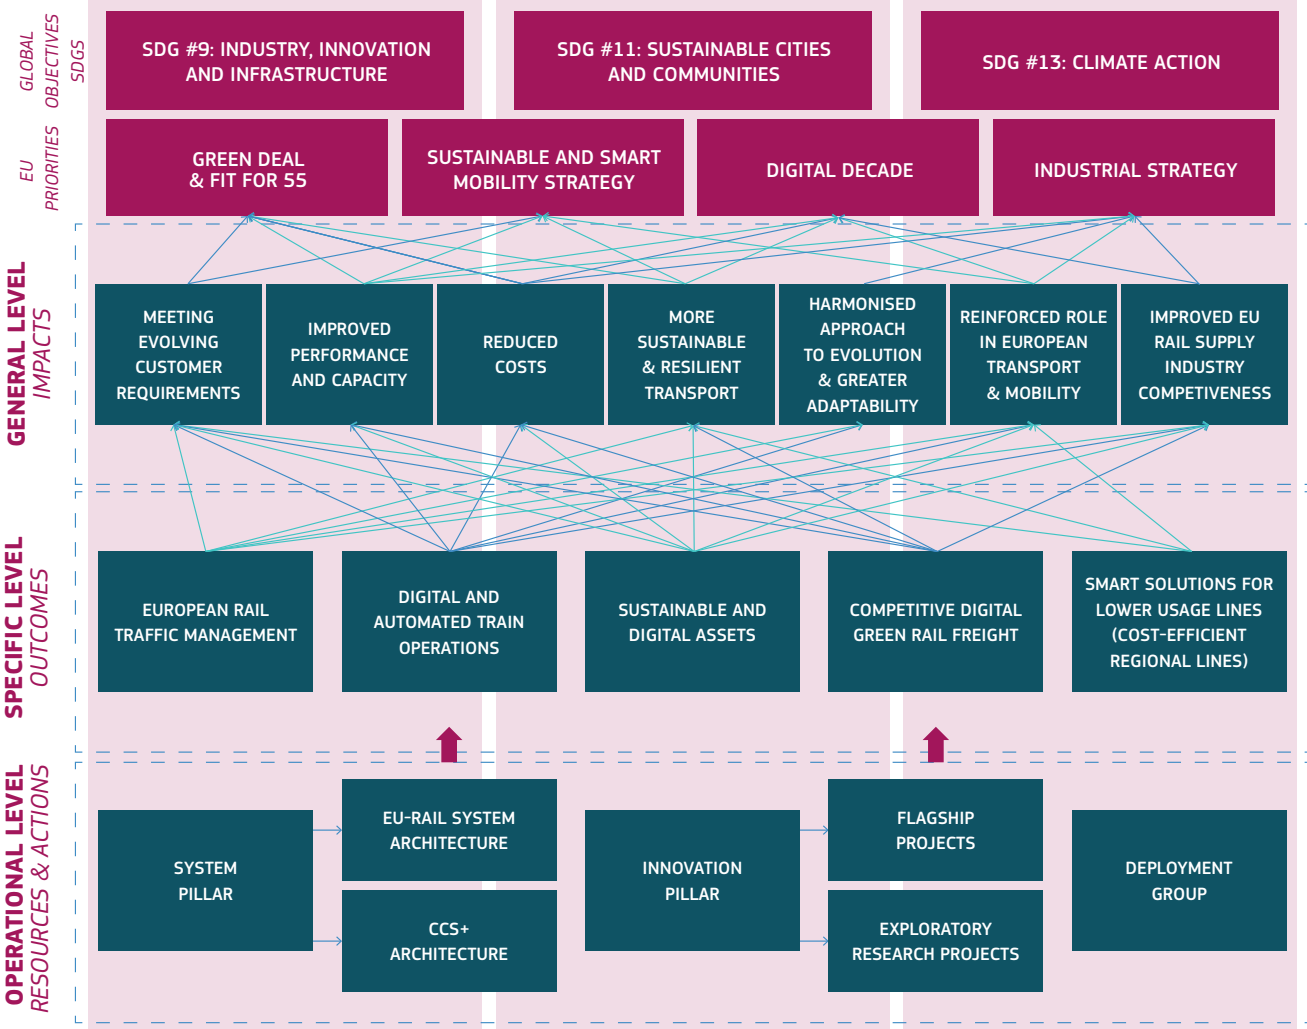 GLOBAL
OBJECTIVES
SDGS
SDG #9: INDUSTRY, INNOVATION
AND INFRASTRUCTURE
SDG #11: SUSTAINABLE CITIES
AND COMMUNITIES
SDG #13: CLIMATE ACTION
EU
PRIORITIES
GREEN DEAL
& FIT FOR 55
SUSTAINABLE AND SMART
MOBILITY STRATEGY
DIGITAL DECADE
INDUSTRIAL STRATEGY
GENERAL LEVEL
IMPACTS
MEETING
EVOLVING
CUSTOMER
REQUIREMENTS
IMPROVED
PERFORMANCE
AND CAPACITY
REDUCED
COSTS
MORE
SUSTAINABLE
& RESILIENT
TRANSPORT
HARMONISED
APPROACH
TO EVOLUTION
& GREATER
ADAPTABILITY
REINFORCED ROLE
IN EUROPEAN
TRANSPORT
& MOBILITY
IMPROVED EU
RAIL SUPPLY
INDUSTRY
COMPETIVENESS
SPECIFIC LEVEL
OUTCOMES
EUROPEAN RAIL
TRAFFIC MANAGEMENT
DIGITAL AND
AUTOMATED TRAIN
OPERATIONS
SUSTAINABLE AND
DIGITAL ASSETS
COMPETITIVE DIGITAL
GREEN RAIL FREIGHT
SMART SOLUTIONS FOR
LOWER USAGE LINES
(COST-EFFICIENT
REGIONAL LINES)
OPERATIONAL LEVEL
RESOURCES & ACTIONS
SYSTEM
PILLAR
EU-RAIL SYSTEM
ARCHITECTURE
CCS+
ARCHITECTURE
INNOVATION
PILLAR
FLAGSHIP
PROJECTS
EXPLORATORY
RESEARCH PROJECTS
DEPLOYMENT
GROUP